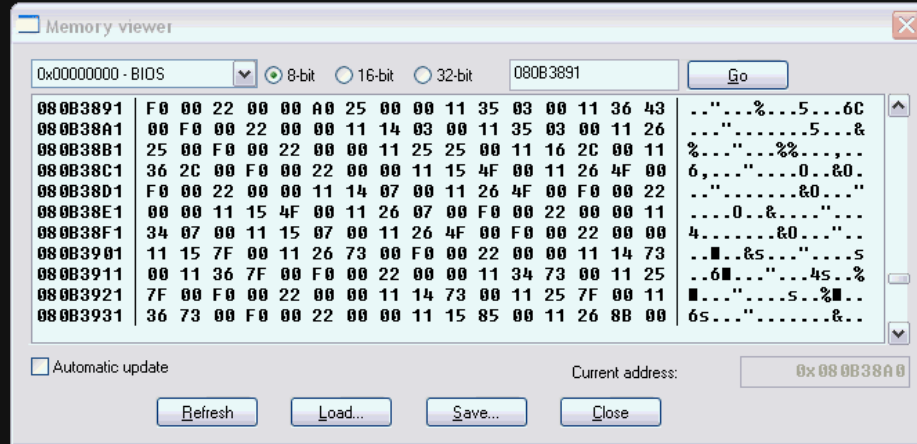 Memory viewer
0x00000000 - BIOS 8-bit 16-bit 32-bit 080B3891 Go
080B3891 F0 00 22 00 00 A0 25 00 00 11 35 03 00 11 36 43 .."...%...5...6C
080B38A1 00 F0 00 22 00 00 11 14 03 00 11 35 03 00 11 26 ...".......5...&
080B38B1 25 00 F0 00 22 00 00 11 25 25 00 11 16 2C 00 11 %..."...%%...,..
080B38C1 36 2C 00 F0 00 22 00 00 11 15 4F 00 11 26 4F 00 6,..."....O..&O.
080B38D1 F0 00 22 00 00 11 14 07 00 11 26 4F 00 F0 00 22 ..".......&O..."
080B38E1 00 00 11 15 4F 00 11 26 07 00 F0 00 22 00 00 11 ....O..&...."...
080B38F1 34 07 00 11 15 07 00 11 26 4F 00 F0 00 22 00 00 4.......&O..."..
080B3901 11 15 7F 00 11 26 73 00 F0 00 22 00 00 11 14 73 ..■..&s..."....s
080B3911 00 11 36 7F 00 F0 00 22 00 00 11 34 73 00 11 25 ..6■..."...4s..%
080B3921 7F 00 F0 00 22 00 00 11 14 73 00 11 25 7F 00 11 ■..."....s..%■..
080B3931 36 73 00 F0 00 22 00 00 11 15 85 00 11 26 8B 00 6s...".......&..
Automatic update Current address: 0x080B38A0
Refresh Load... Save... Close